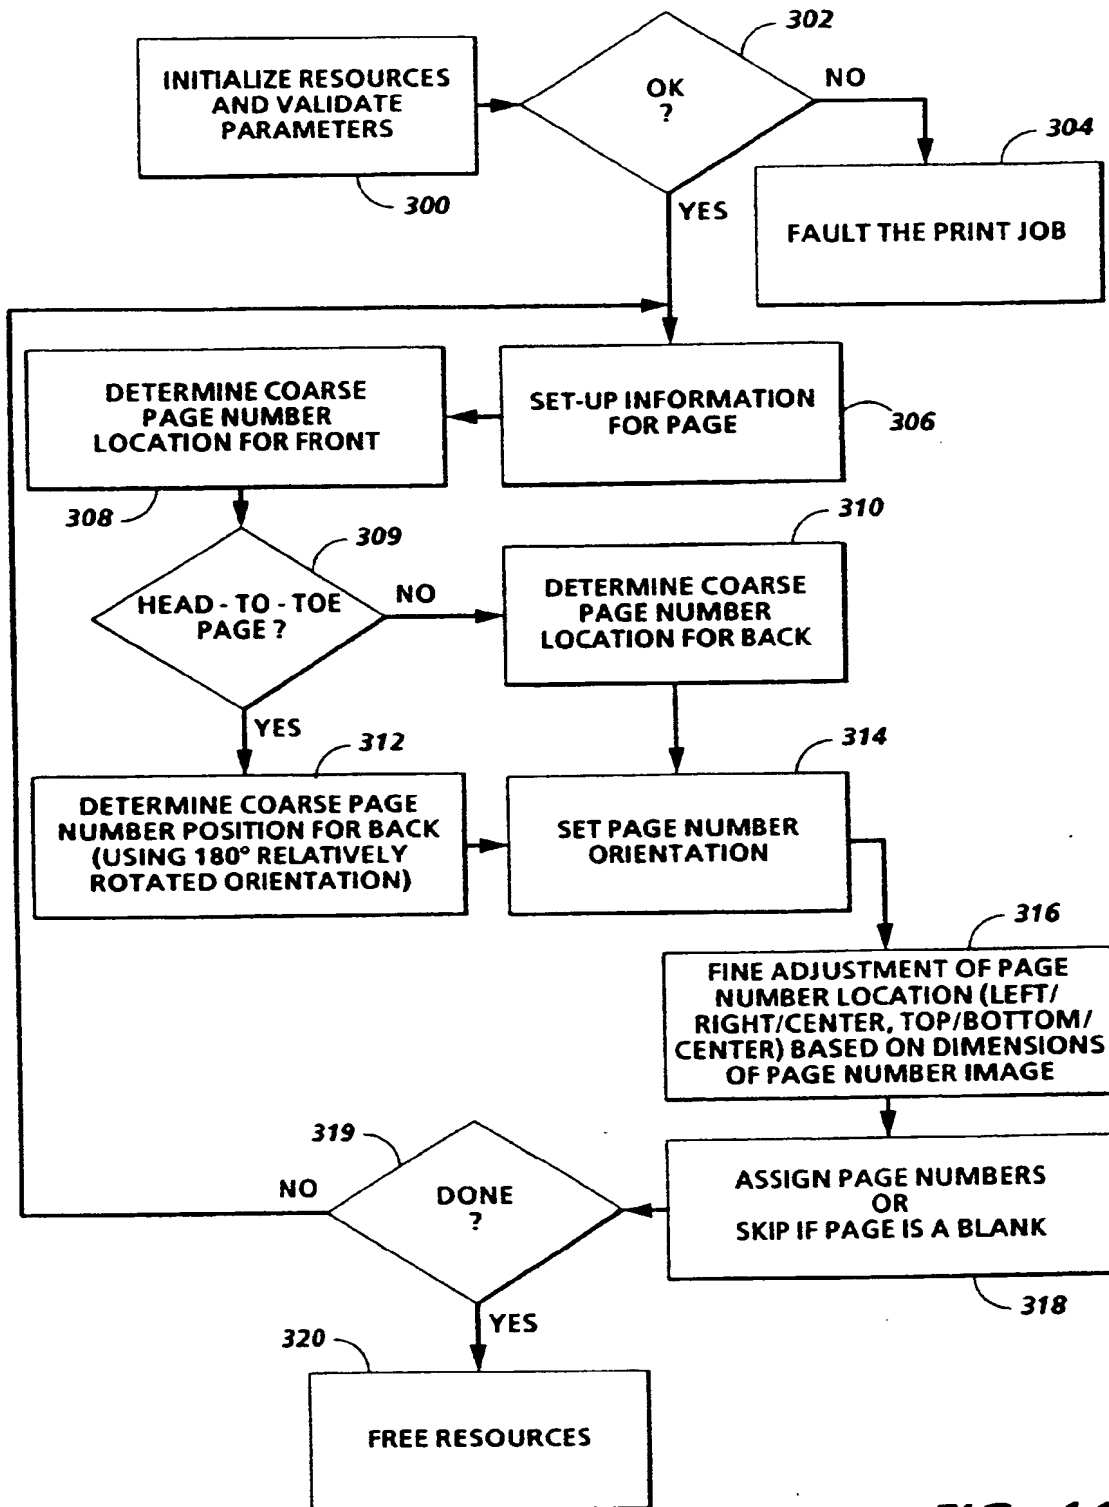 INITIALIZE RESOURCES
AND VALIDATE
PARAMETERS
300
OK
?
302
NO
YES
304
FAULT THE PRINT JOB
DETERMINE COARSE
PAGE NUMBER
LOCATION FOR FRONT
308
SET-UP INFORMATION
FOR PAGE
306
309
HEAD - TO - TOE
PAGE ?
NO
YES
310
DETERMINE COARSE
PAGE NUMBER
LOCATION FOR BACK
312
DETERMINE COARSE PAGE
NUMBER POSITION FOR BACK
(USING 180° RELATIVELY
ROTATED ORIENTATION)
314
SET PAGE NUMBER
ORIENTATION
316
FINE ADJUSTMENT OF PAGE
NUMBER LOCATION (LEFT/
RIGHT/CENTER, TOP/BOTTOM/
CENTER) BASED ON DIMENSIONS
OF PAGE NUMBER IMAGE
319
NO
DONE
?
YES
ASSIGN PAGE NUMBERS
OR
SKIP IF PAGE IS A BLANK
318
320
FREE RESOURCES